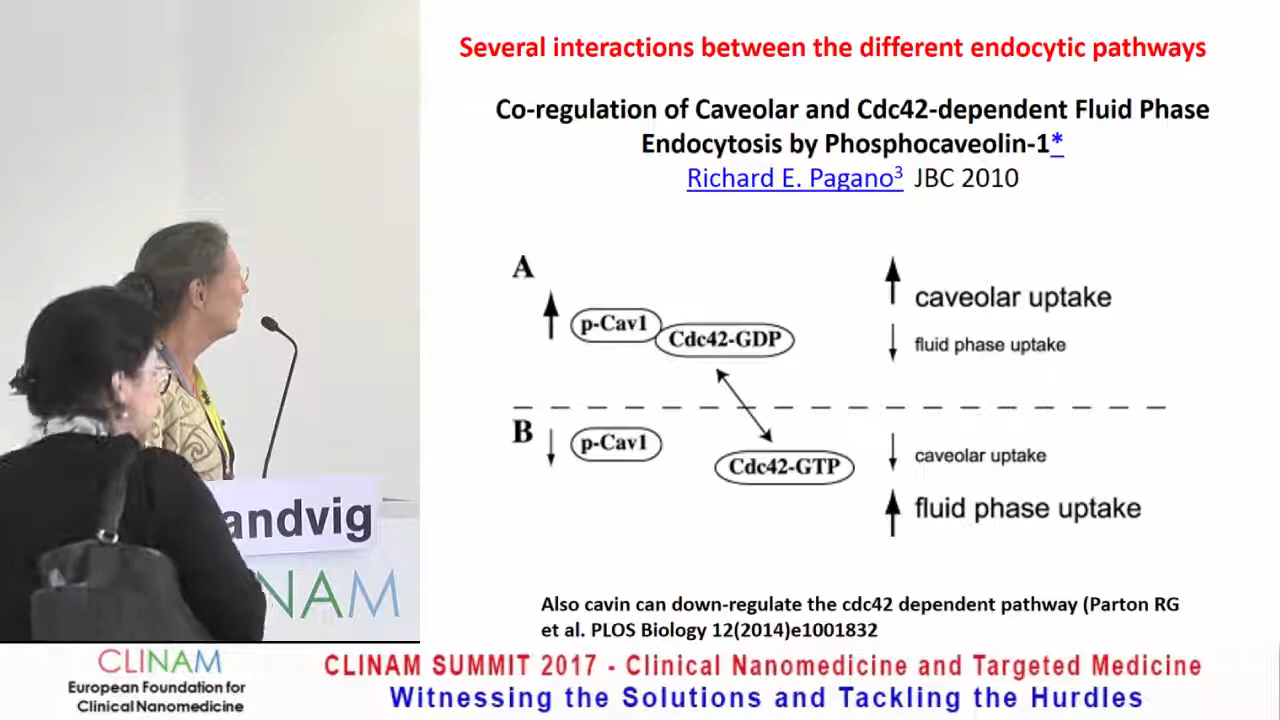 Several interactions between the different endocytic pathways
Co-regulation of Caveolar and Cdc42-dependent Fluid Phase
Endocytosis by Phosphocaveolin-1*
Richard E. Pagano3 JBC 2010
A
p-Cav1
Cdc42-GDP
caveolar uptake
fluid phase uptake
B
p-Cav1
Cdc42-GTP
caveolar uptake
fluid phase uptake
Also cavin can down-regulate the cdc42 dependent pathway (Parton RG
et al. PLOS Biology 12(2014)e1001832
andvig
NAM
CLINAM
European Foundation for
Clinical Nanomedicine
CLINAM SUMMIT 2017 - Clinical Nanomedicine and Targeted Medicine
Witnessing the Solutions and Tackling the Hurdles